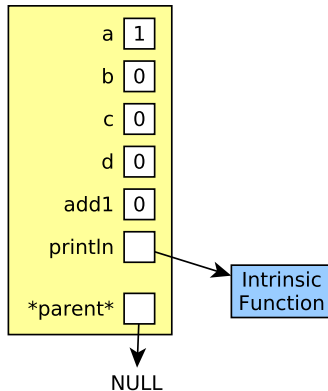 a 1
b 0
c 0
d 0
add1 0
println
Intrinsic
Function
*parent*
NULL